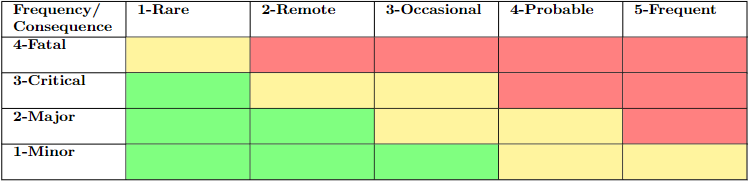 Frequency/ 1-Rare 2-Remote 3-Occasional 4-Probable 5-Frequent
Consequence
4-Fatal
3-Critical
2-Major
1-Minor